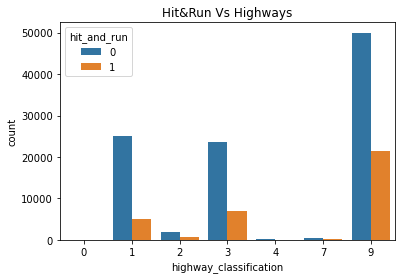 Hit&Run Vs Highways
hit_and_run
0
1
50000
40000
30000
20000
10000
0
count
0 1 2 3 4 7 9
highway_classification